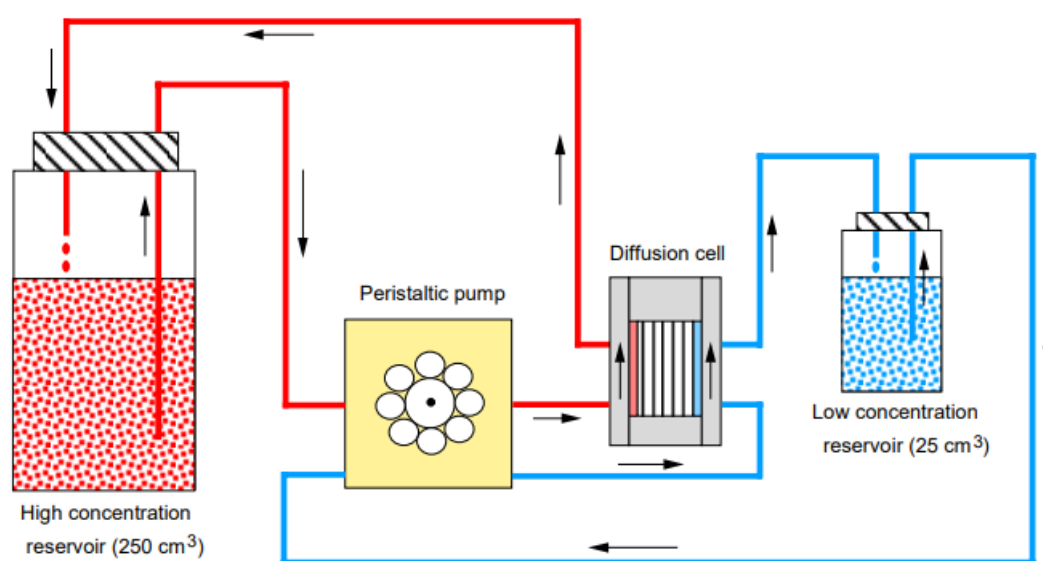 Diffusion cell
Peristaltic pump
Low concentration
reservoir (25 cm³)
High concentration
reservoir (250 cm³)